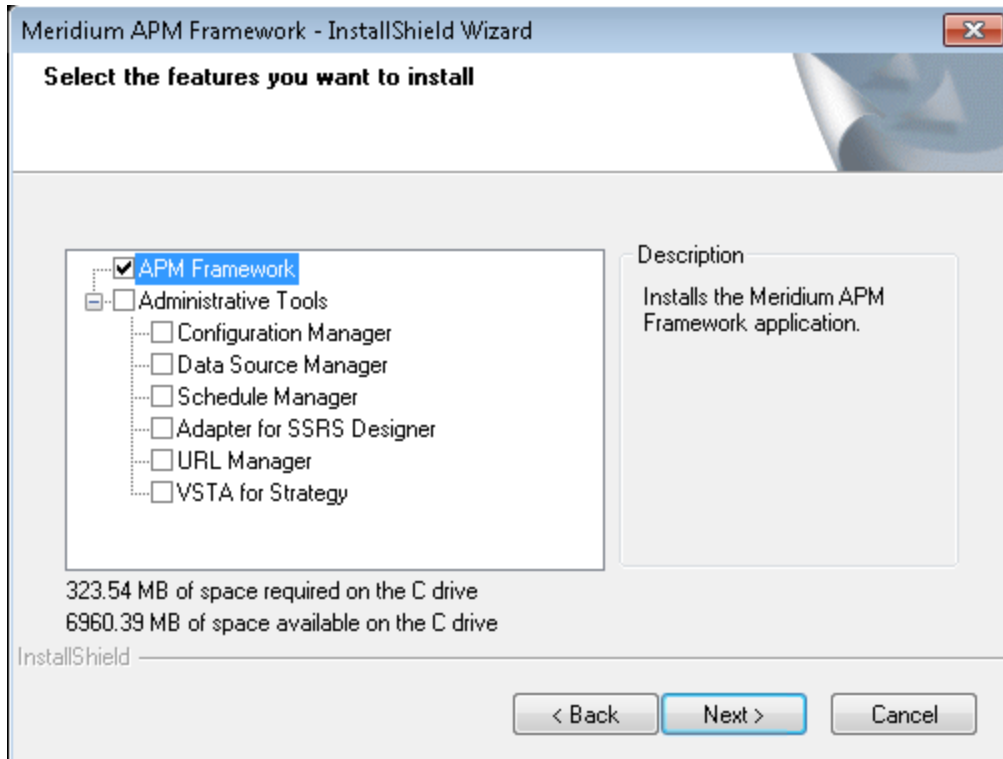 Meridium APM Framework - InstallShield Wizard
Select the features you want to install
APM Framework
Administrative Tools
Configuration Manager
Data Source Manager
Schedule Manager
Adapter for SSRS Designer
URL Manager
VSTA for Strategy
Description
Installs the Meridium APM
Framework application.
323.54 MB of space required on the C drive
6960.39 MB of space available on the C drive
InstallShield
< Back
Next >
Cancel